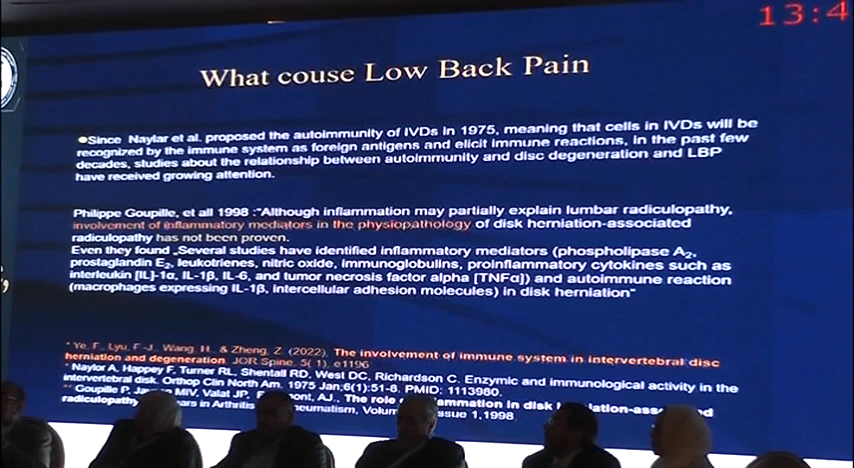 13:4
What couse Low Back Pain
●Since Naylar et al. proposed the autoimmunity of IVDs in 1975, meaning that cells in IVDs will be
recognized by the immune system as foreign antigens and elicit immune reactions, In the past few
decades, studies about the relationship between autoimmunity and disc degeneration and LBP
have received growing attention.
Philippe Goupille, et all 1998 :"Although inflammation may partially explain lumbar radiculopathy,
involvement of inflammatory mediators in the physiopathology of disk herniation-associated
radiculopathy has not been proven.
Even they found „Several studies have identified inflammatory mediators (phospholipase A₂,
prostaglandin E₂, leukotrienes, nitric oxide, immunoglobulins, proinflammatory cytokines such as
interleukin [IL]-1α, IL-1β, IL-6, and tumor necrosis factor alpha [TNFα]) and autoimmune reaction
(macrophages expressing IL-1β, intercellular adhesion molecules) in disk herniation"
* Ye, F., Lyu, F.-J., Wang, H., & Zheng, Z. (2022). The involvement of immune system in intervertebral disc
herniation and degeneration. JOR Spine, 5( 1), e1196
* Naylor A, Happey F, Turner RL, Shentall RD, West DC, Richardson C. Enzymic and immunological activity in the
intervertebral disk. Orthop Clin North Am. 1975 Jan;6(1):51-8. PMID: 1113980.
** Goupille P, MIV, Valat JP, AJ., The role inflammation in disk
radiculopathy in Arthritis Issue 1,1998